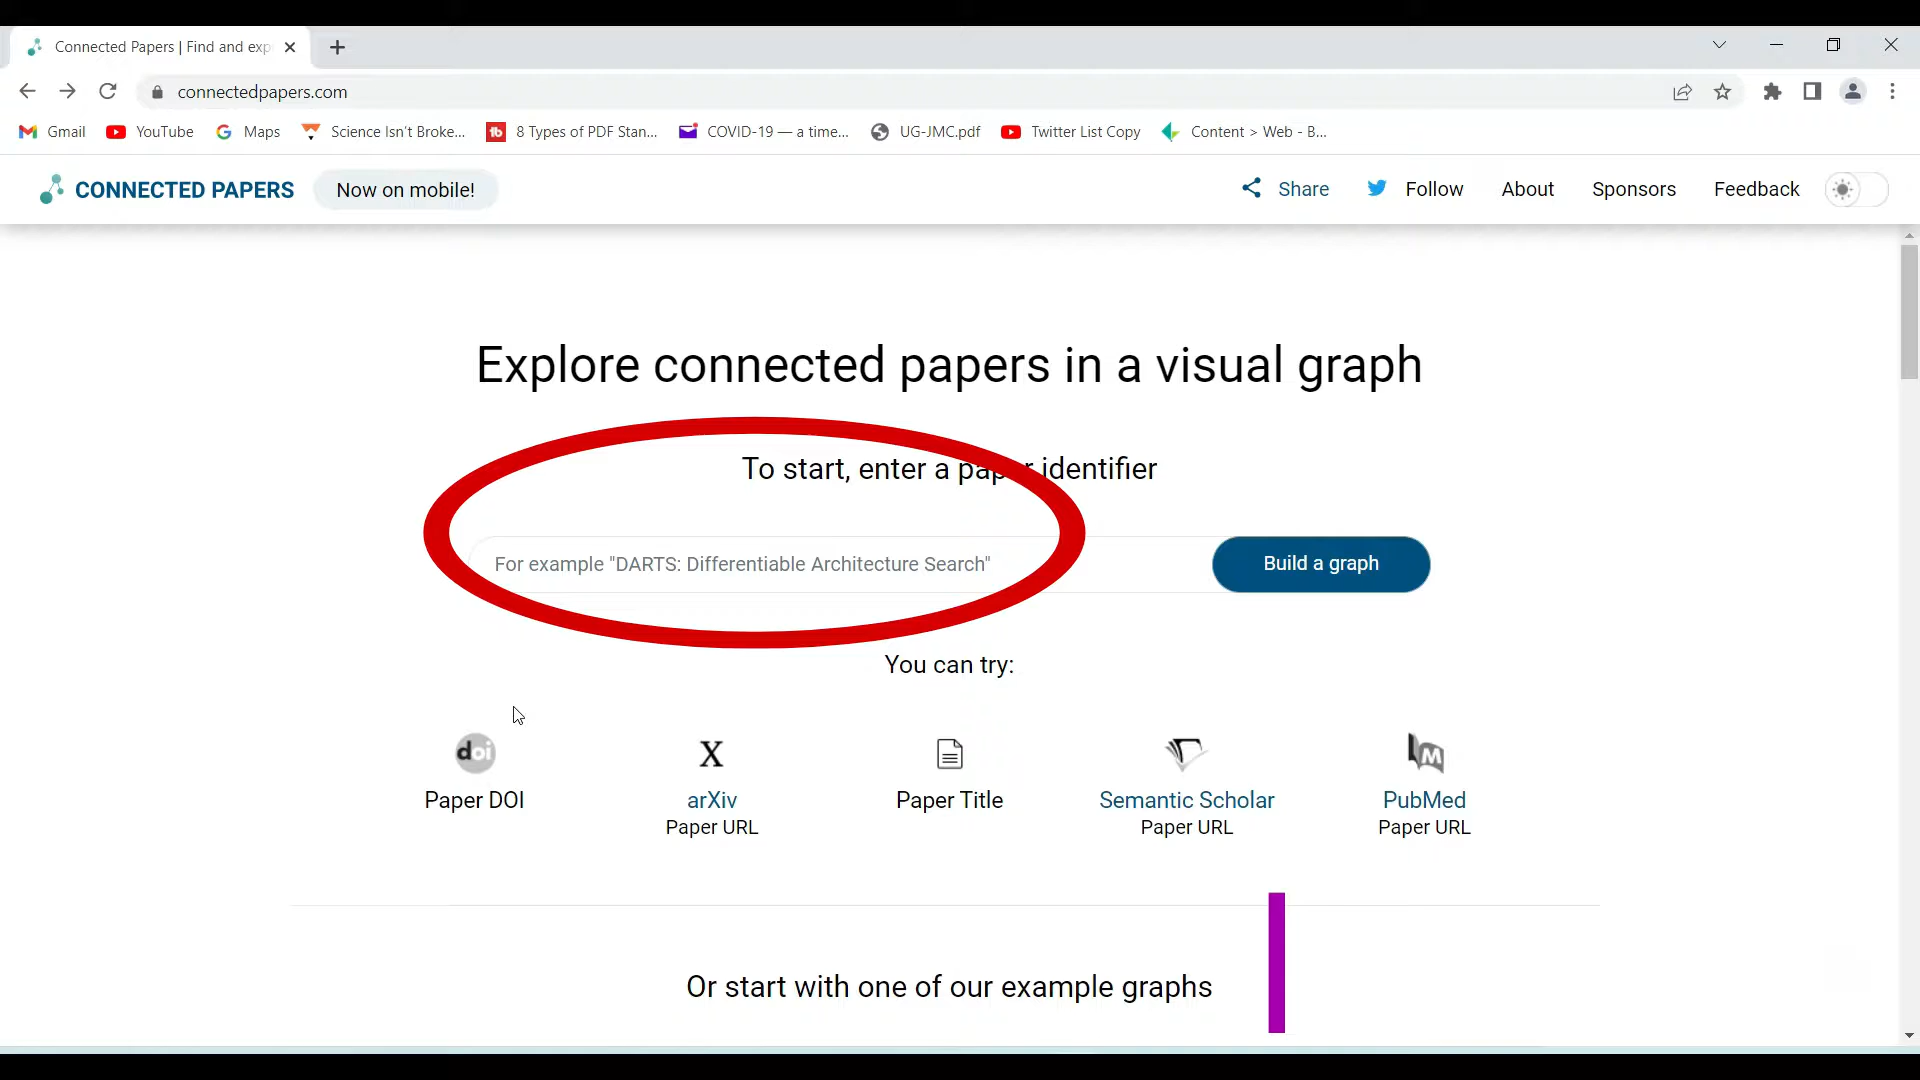 Connected Papers | Find and exp
connectedpapers.com
Gmail YouTube Maps Science Isn't Broke... 8 Types of PDF Stan... COVID-19 — a time... UG-JMC.pdf Twitter List Copy Content > Web - B...
CONNECTED PAPERS Now on mobile! Share Follow About Sponsors Feedback
Explore connected papers in a visual graph
To start, enter a paper identifier
For example "DARTS: Differentiable Architecture Search" Build a graph
You can try:
doi X M
Paper DOI arXiv Paper Title Semantic Scholar PubMed
Paper URL Paper URL Paper URL
Or start with one of our example graphs